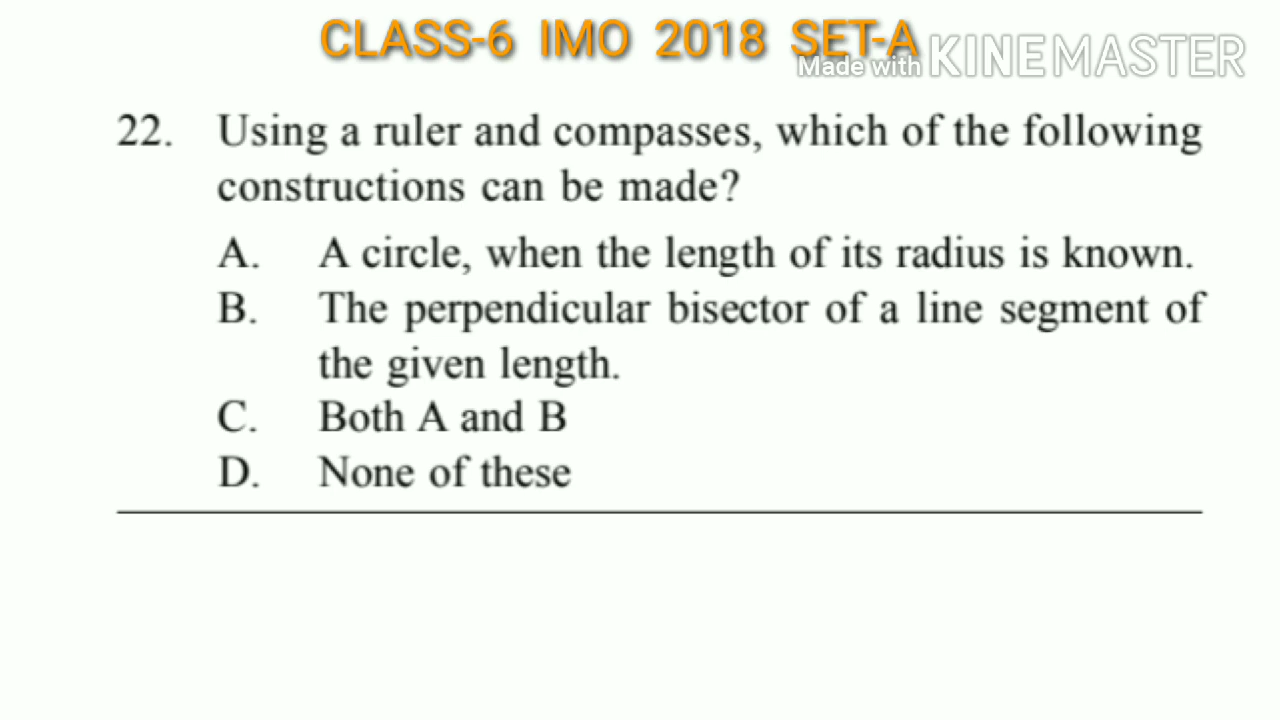 CLASS-6 IMO 2018 SET-A
Made with KINEMASTER
22. Using a ruler and compasses, which of the following
constructions can be made?
A. A circle, when the length of its radius is known.
B. The perpendicular bisector of a line segment of
the given length.
C. Both A and B
D. None of these